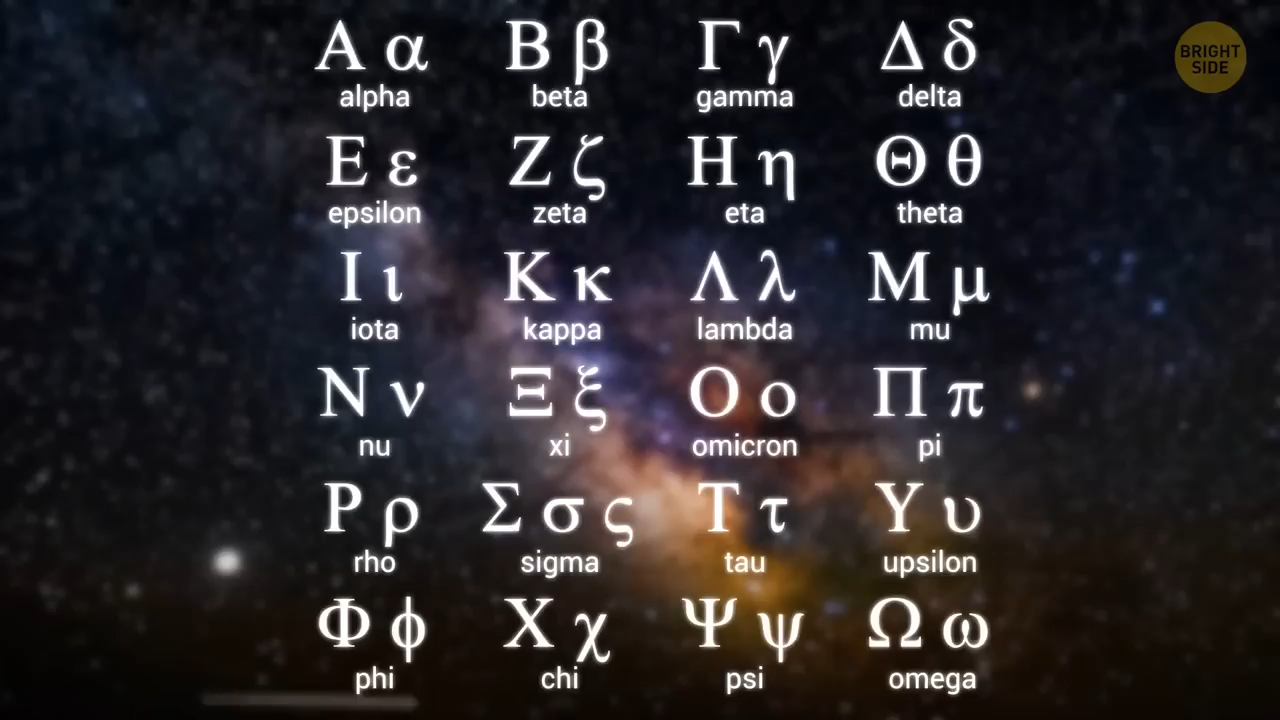 Α α Β β Γ γ Δ δ
alpha beta gamma delta
Ε ε Ζ ζ Η η Θ θ
epsilon zeta eta theta
Ι ι Κ κ Λ λ Μ μ
iota kappa lambda mu
Ν ν Ξ ξ Ο ο Π π
nu xi omicron pi
Ρ ρ Σ σ ς Τ τ Υ υ
rho sigma tau upsilon
Φ ϕ Χ χ Ψ ψ Ω ω
phi chi psi omega
BRIGHT
SIDE